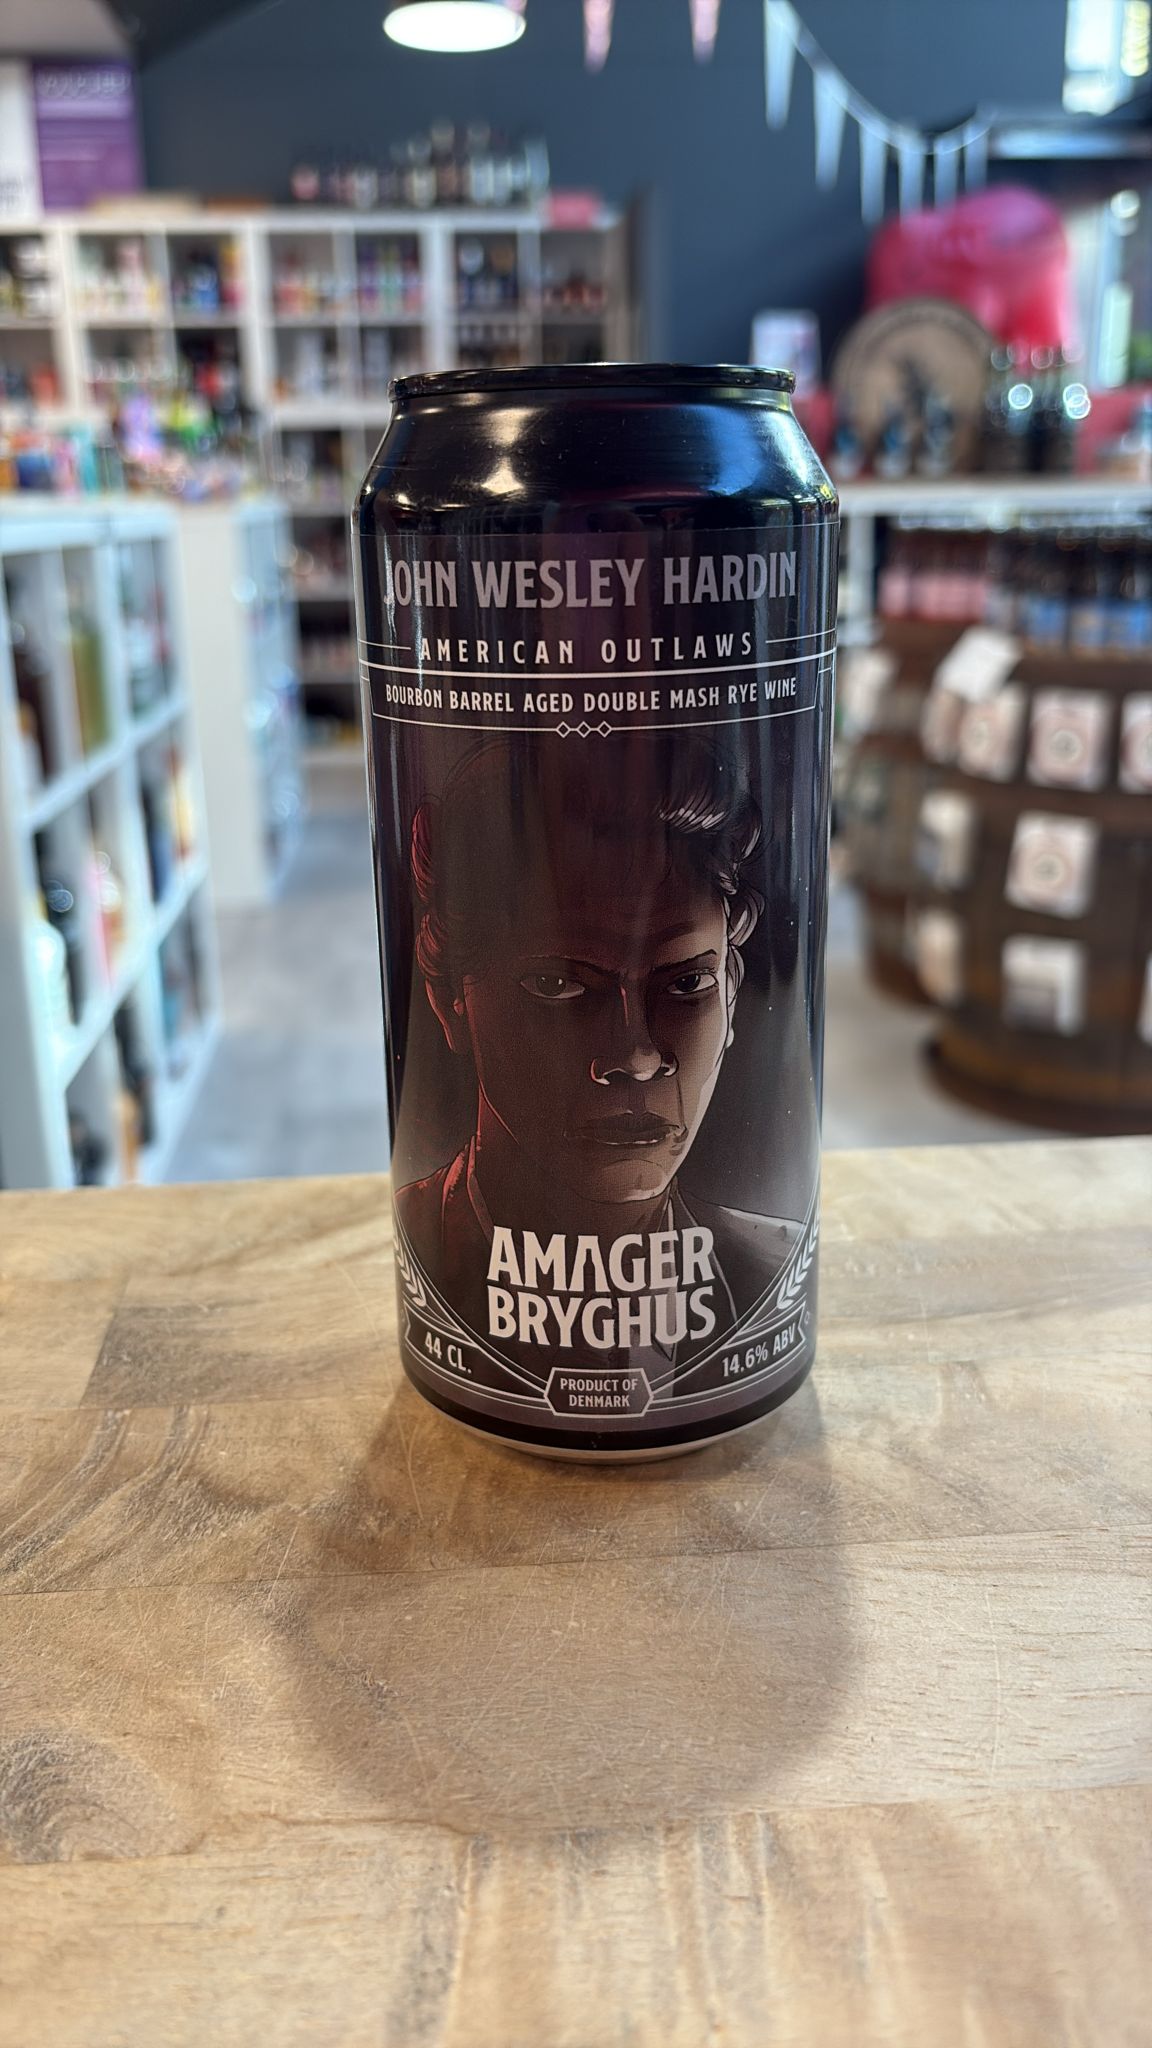 JOHN WESLEY HARDIN
AMERICAN OUTLAWS
BOURBON BARREL AGED DOUBLE MASH RYE WINE
AMAGER
BRYGHUS
44 CL.
14.6% ABV
PRODUCT OF
DENMARK